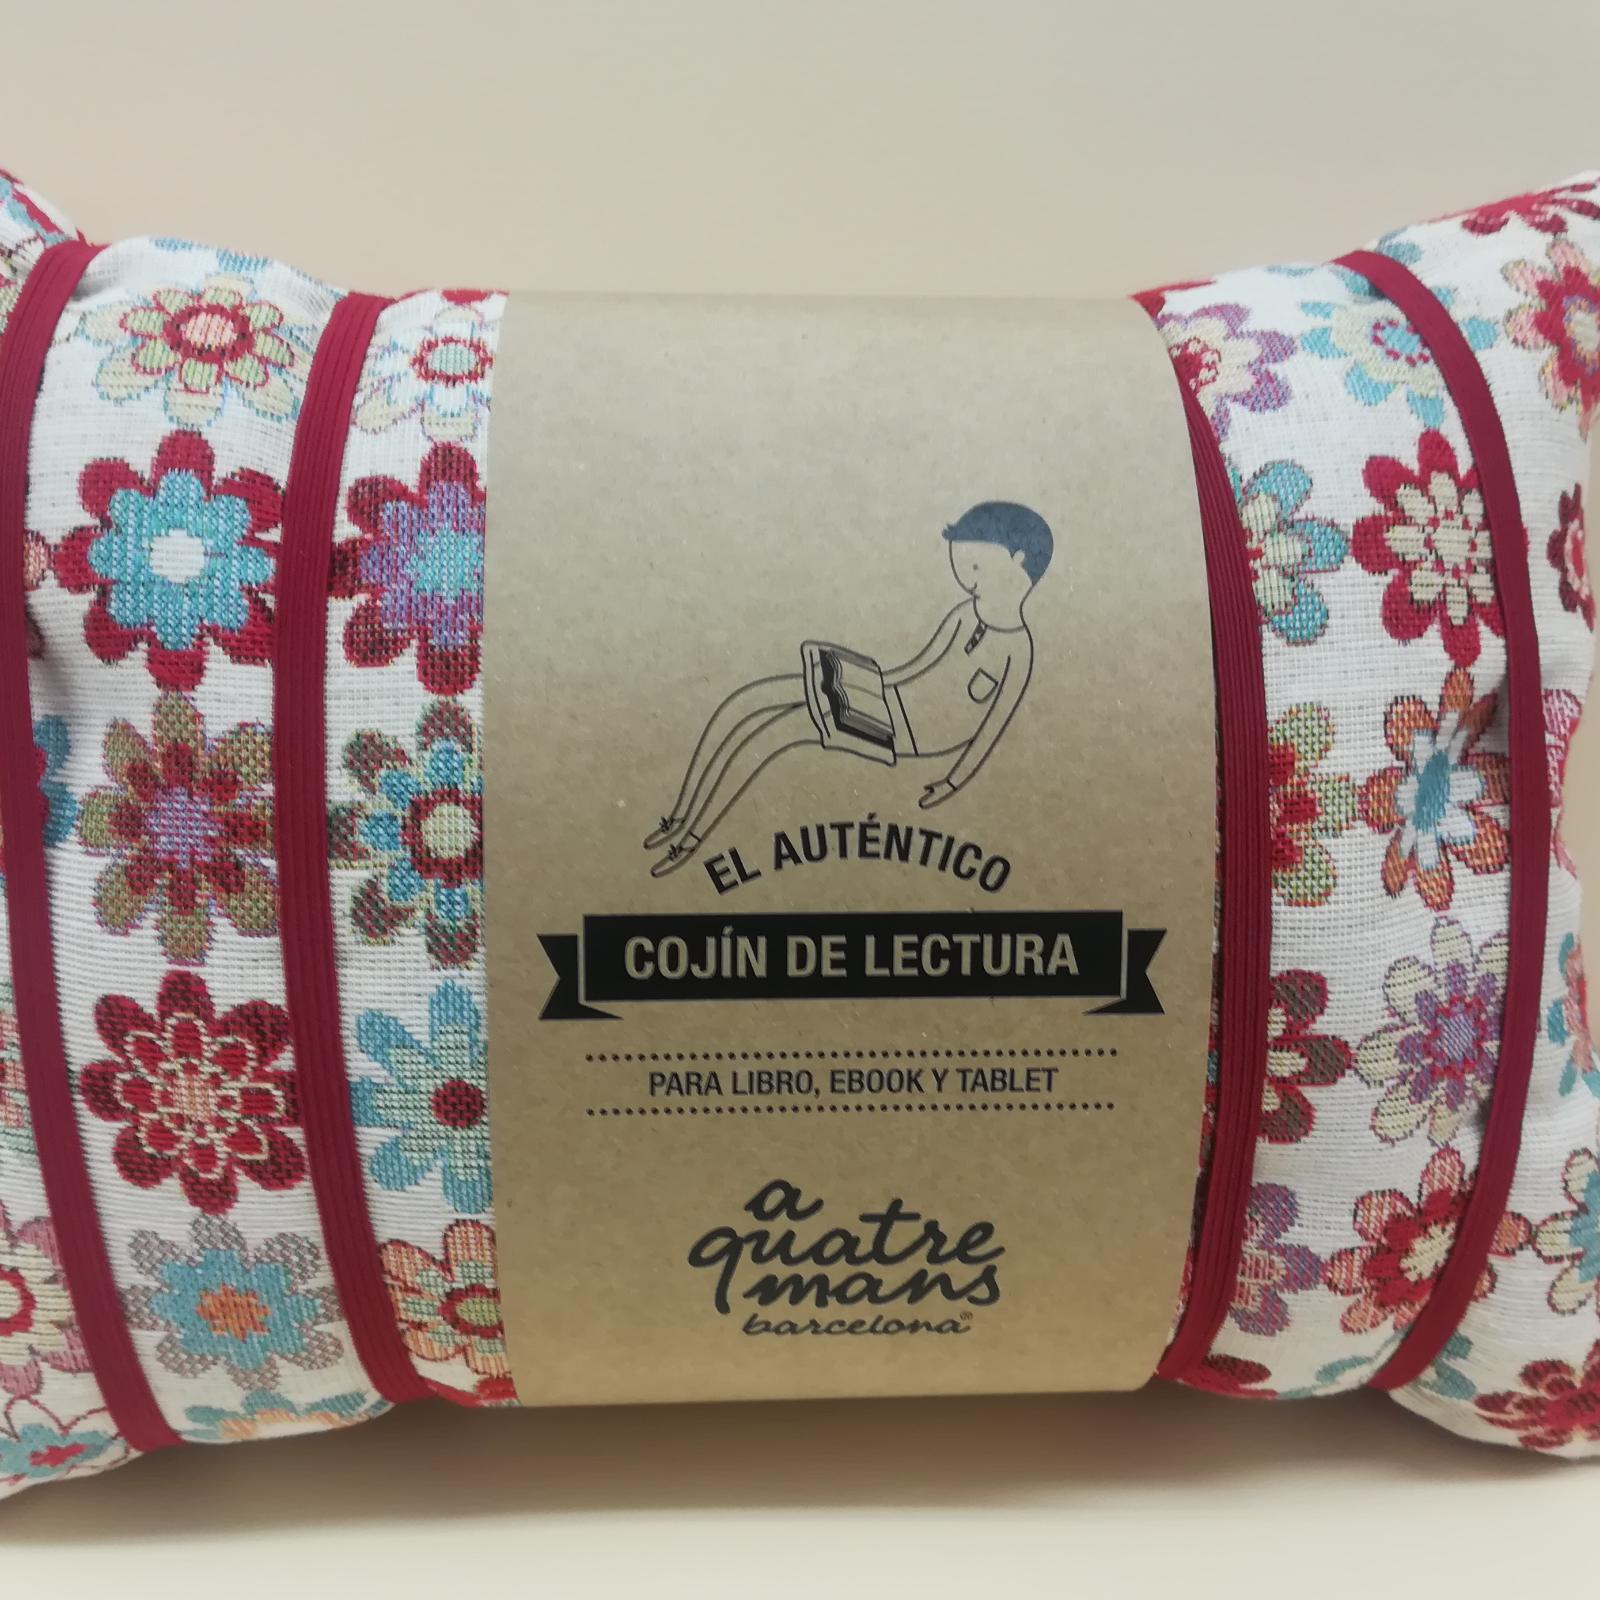 EL AUTÉNTICO
COJÍN DE LECTURA
PARA LIBRO, EBOOK Y TABLET
a
quatre
mans
barcelona®